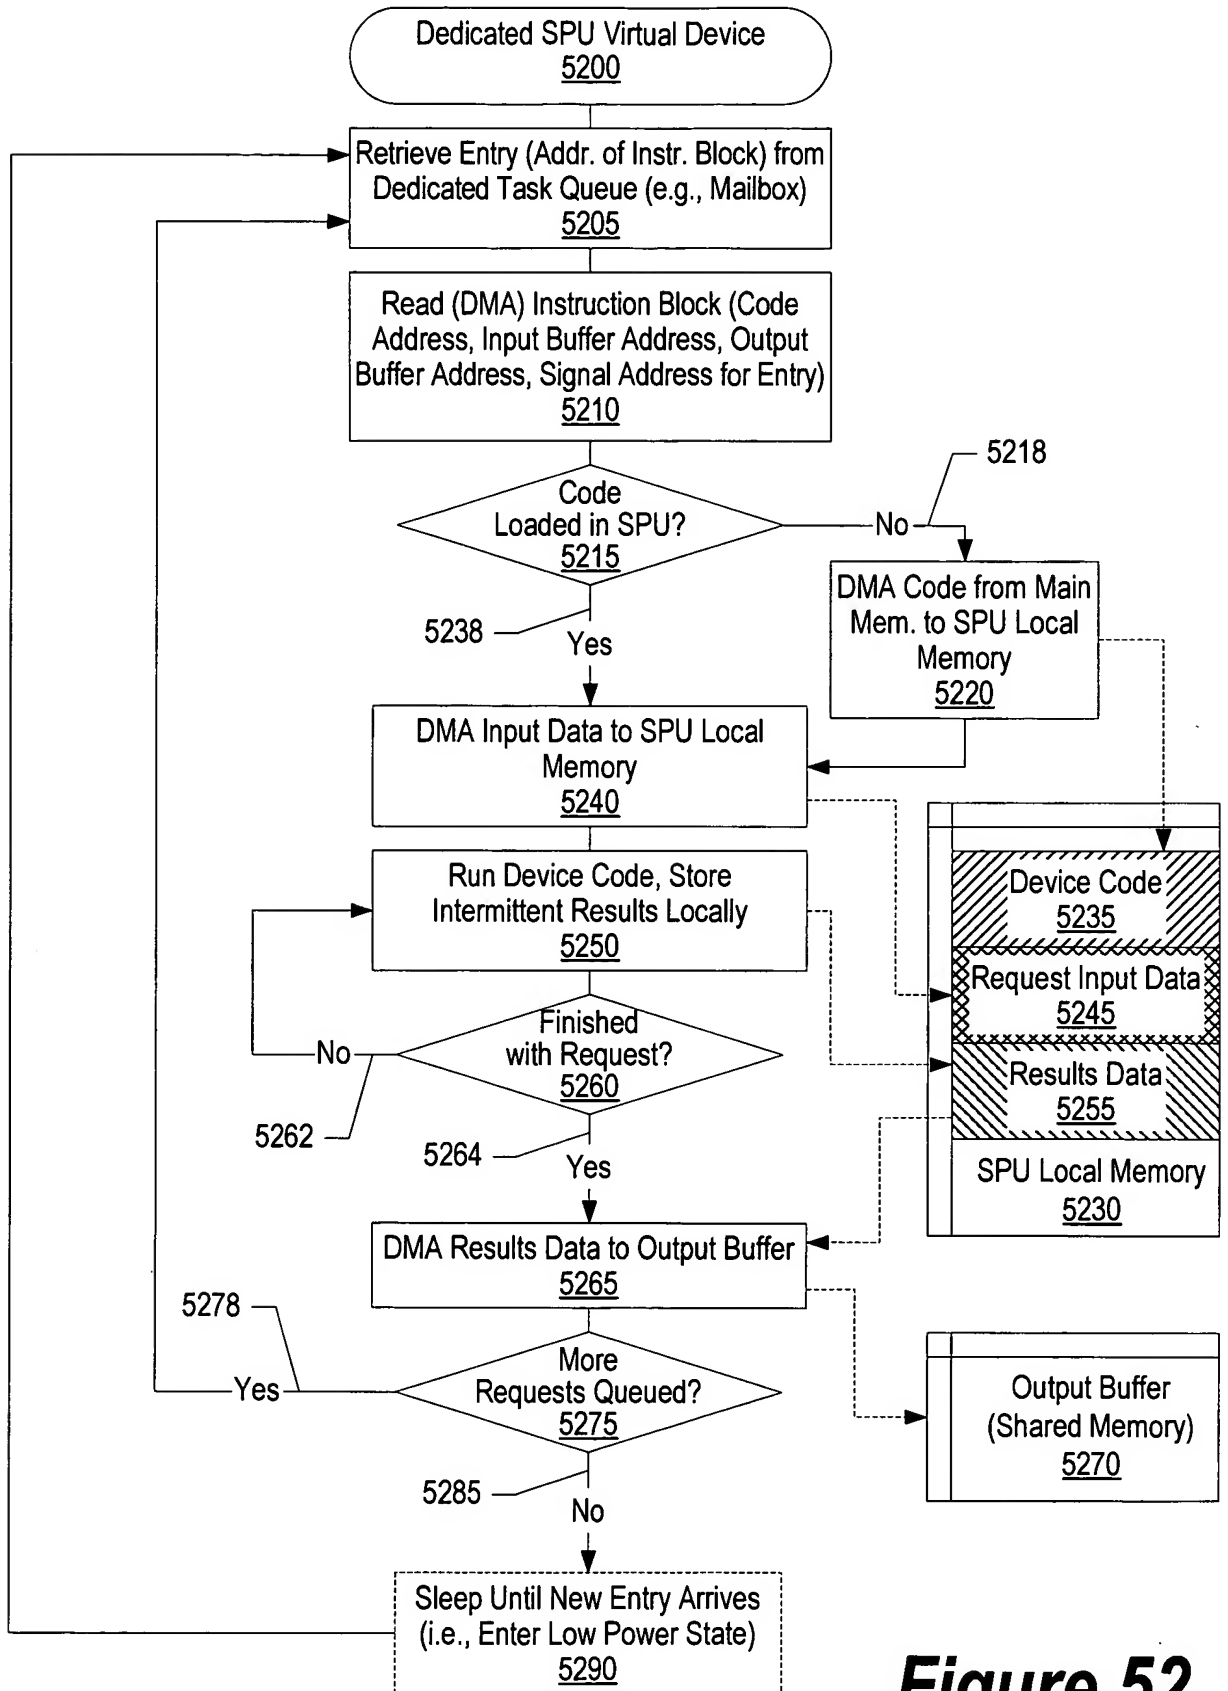 Dedicated SPU Virtual Device
5200
Retrieve Entry (Addr. of Instr. Block) from
Dedicated Task Queue (e.g., Mailbox)
5205
Read (DMA) Instruction Block (Code
Address, Input Buffer Address, Output
Buffer Address, Signal Address for Entry)
5210
5218
Code
Loaded in SPU?
5215
No
DMA Code from Main
Mem. to SPU Local
Memory
5220
5238
Yes
DMA Input Data to SPU Local
Memory
5240
Run Device Code, Store
Intermittent Results Locally
5250
Device Code
5235
Request Input Data
5245
Results Data
5255
SPU Local Memory
5230
Finished
with Request?
5260
No
5262
5264
Yes
DMA Results Data to Output Buffer
5265
5278
More
Requests Queued?
5275
Yes
Output Buffer
(Shared Memory)
5270
5285
No
Sleep Until New Entry Arrives
(i.e., Enter Low Power State)
5290
Figure 52